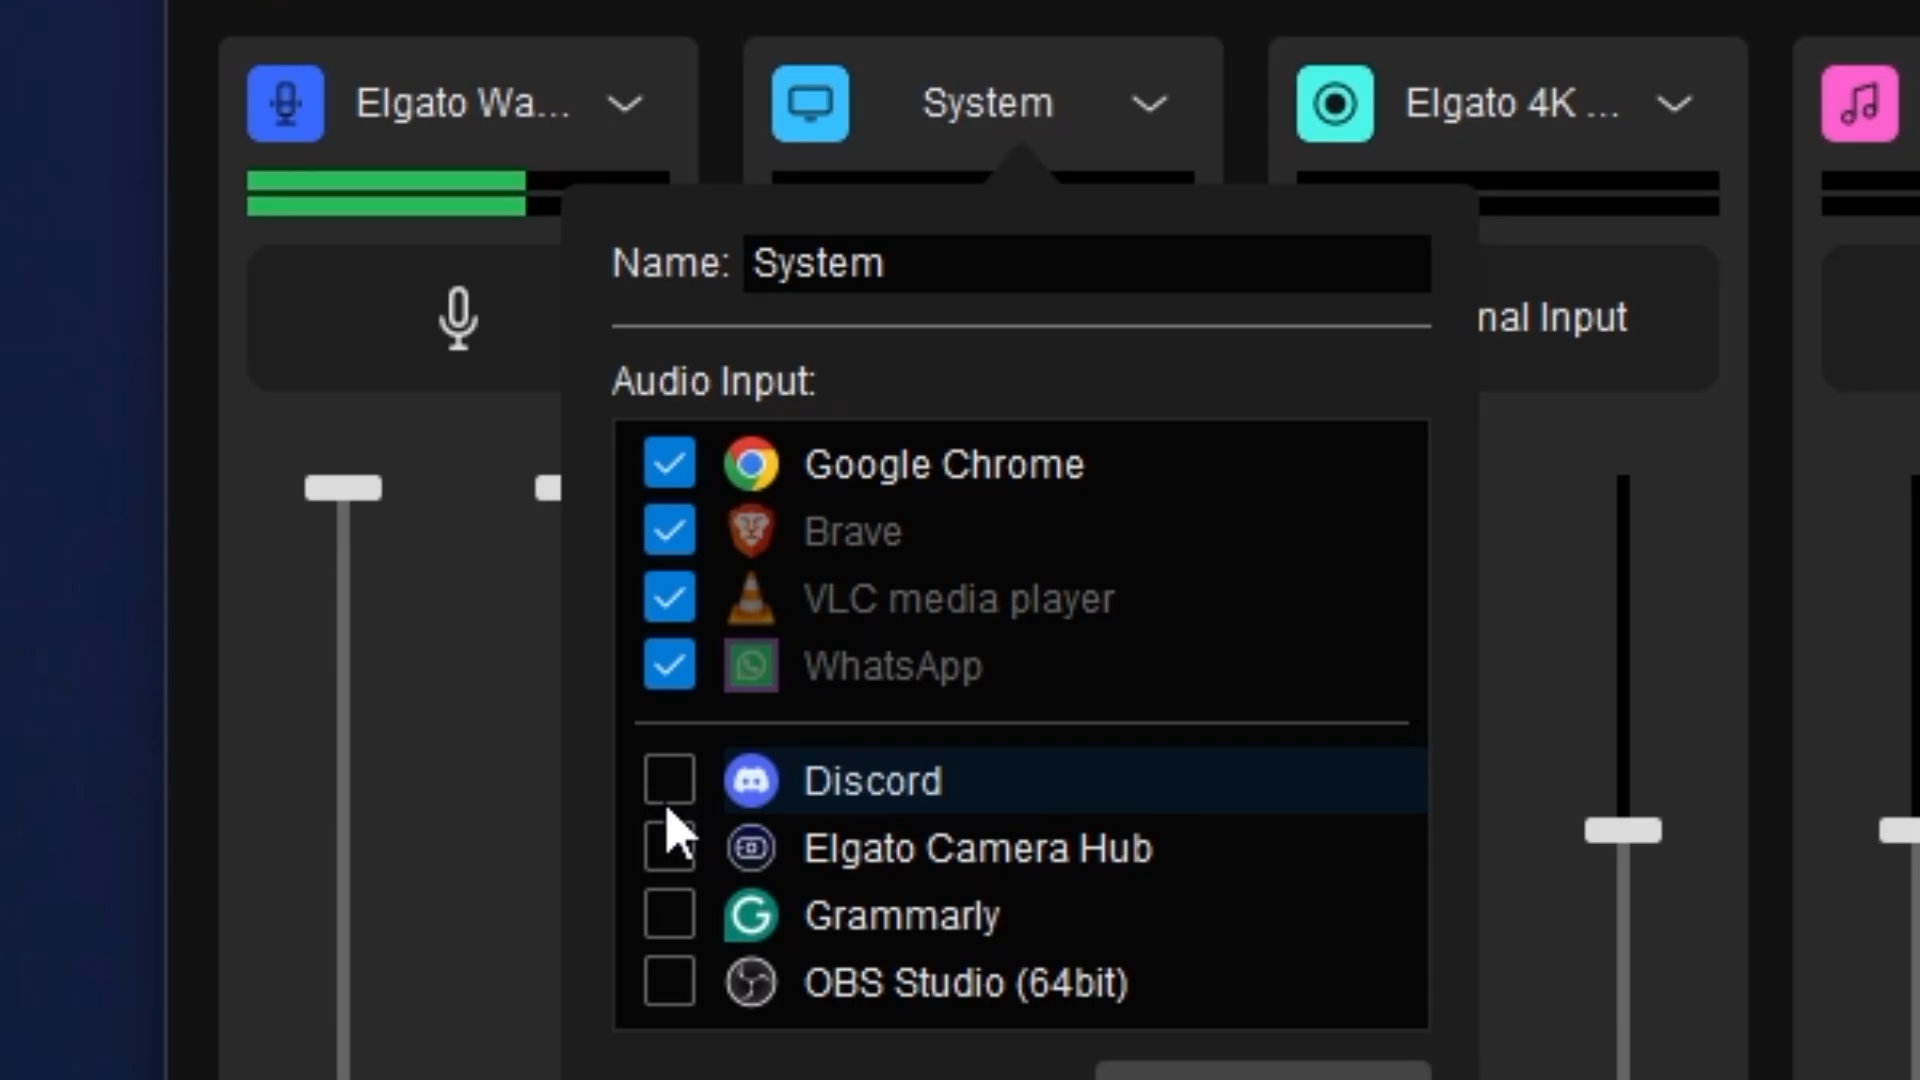 Elgato Wa...
System
Elgato 4K ...
Name: System
nal Input
Audio Input:
Google Chrome
Brave
VLC media player
WhatsApp
Discord
Elgato Camera Hub
Grammarly
OBS Studio (64bit)